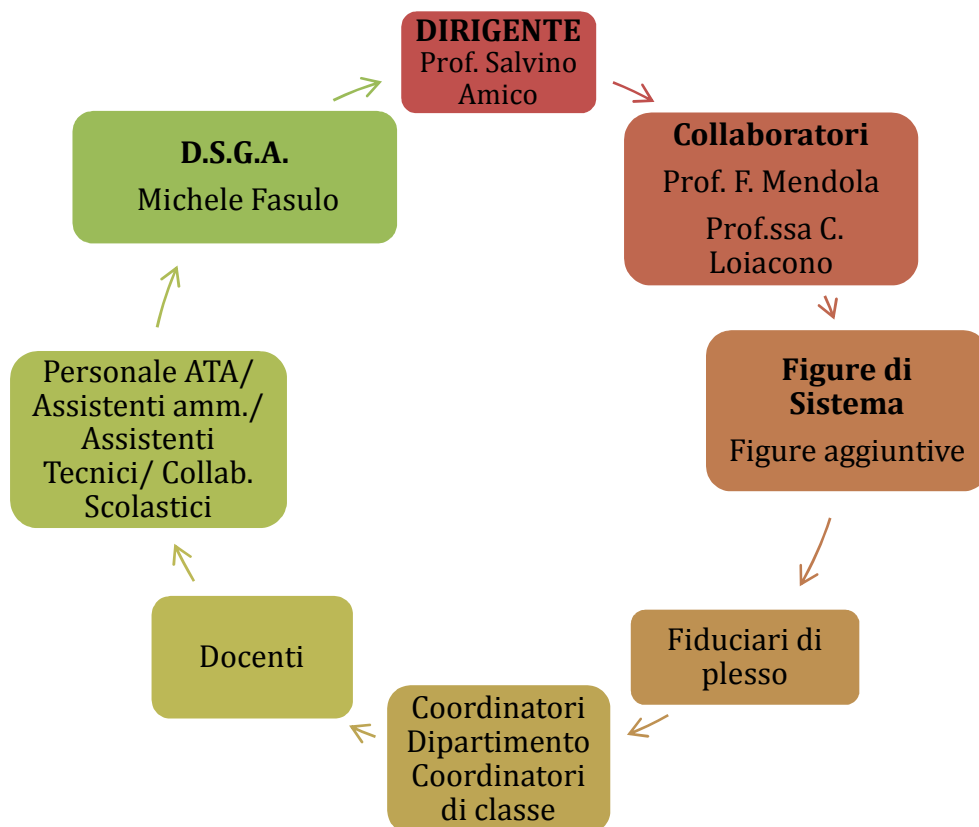 DIRIGENTE
Prof. Salvino
Amico
Collaboratori
Prof. F. Mendola
Prof.ssa C.
Loiacono
Figure di
Sistema
Figure aggiuntive
Fiduciari di
plesso
Coordinatori
Dipartimento
Coordinatori
di classe
Docenti
Personale ATA/
Assistenti amm./
Assistenti
Tecnici/ Collab.
Scolastici
D.S.G.A.
Michele Fasulo